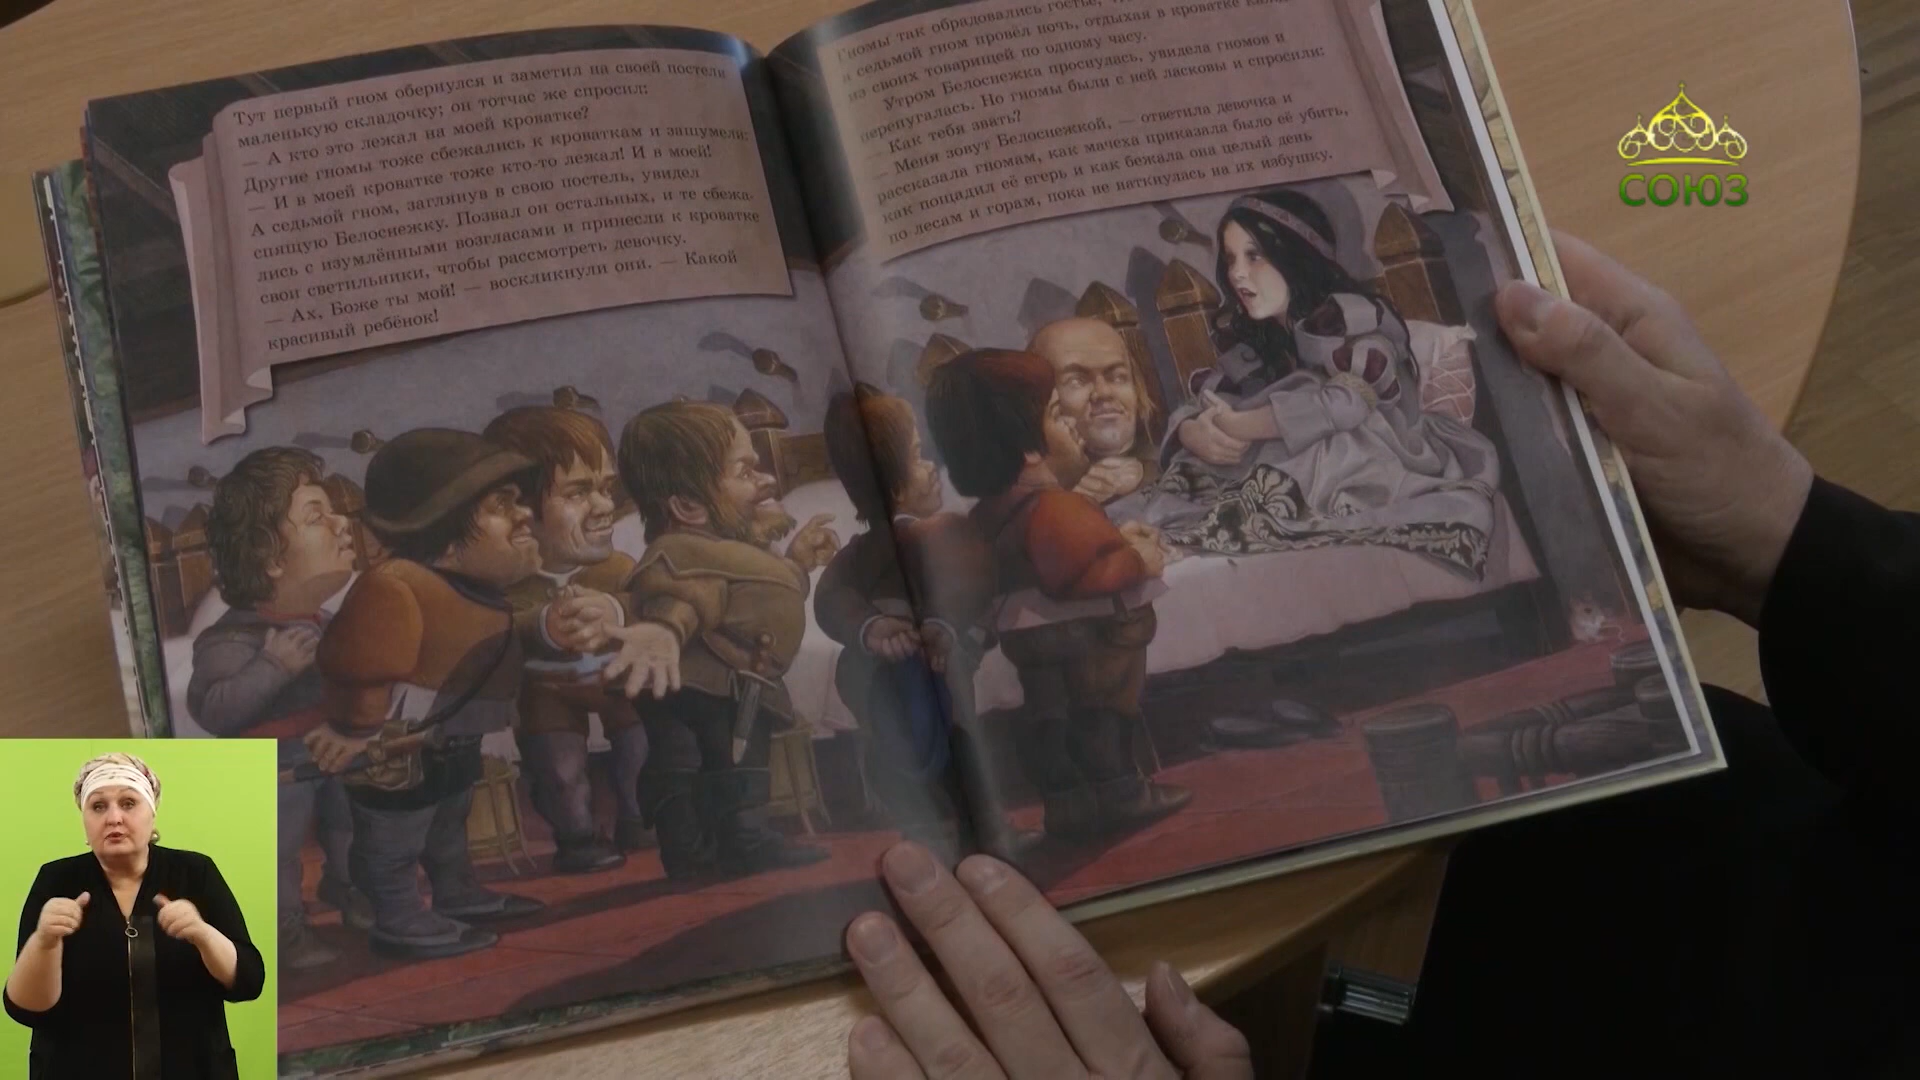 Тут первый гном обернулся и заметил на своей постели
маленькую складочку; он тотчас же спросил:
— А кто это лежал на моей кроватке?
Другие гномы тоже сбежались к кроваткам и зашумели:
— И в моей кроватке тоже кто-то лежал! И в моей!
А седьмой гном, заглянув в свою постель, увидел
спящую Белоснежку. Позвал он остальных, и те сбежа-
лись с изумлёнными возгласами и принесли к кроватке
свои светильники, чтобы рассмотреть девочку.
— Ах, Боже ты мой! — воскликнули они. — Какой
красивый ребёнок!
Гномы так обрадовались гостье,
и седьмой гном провёл ночь, отдыхая в кроватке
из своих товарищей по одному часу.
Утром Белоснежка проснулась, увидела гномов и
перепугалась. Но гномы были с ней ласковы и спросили:
— Как тебя звать?
— Меня зовут Белоснежкой, — ответила девочка и
рассказала гномам, как мачеха приказала было её убить,
как пощадил её егерь и как бежала она целый день
по лесам и горам, пока не наткнулась на их избушку.
СОЮЗ